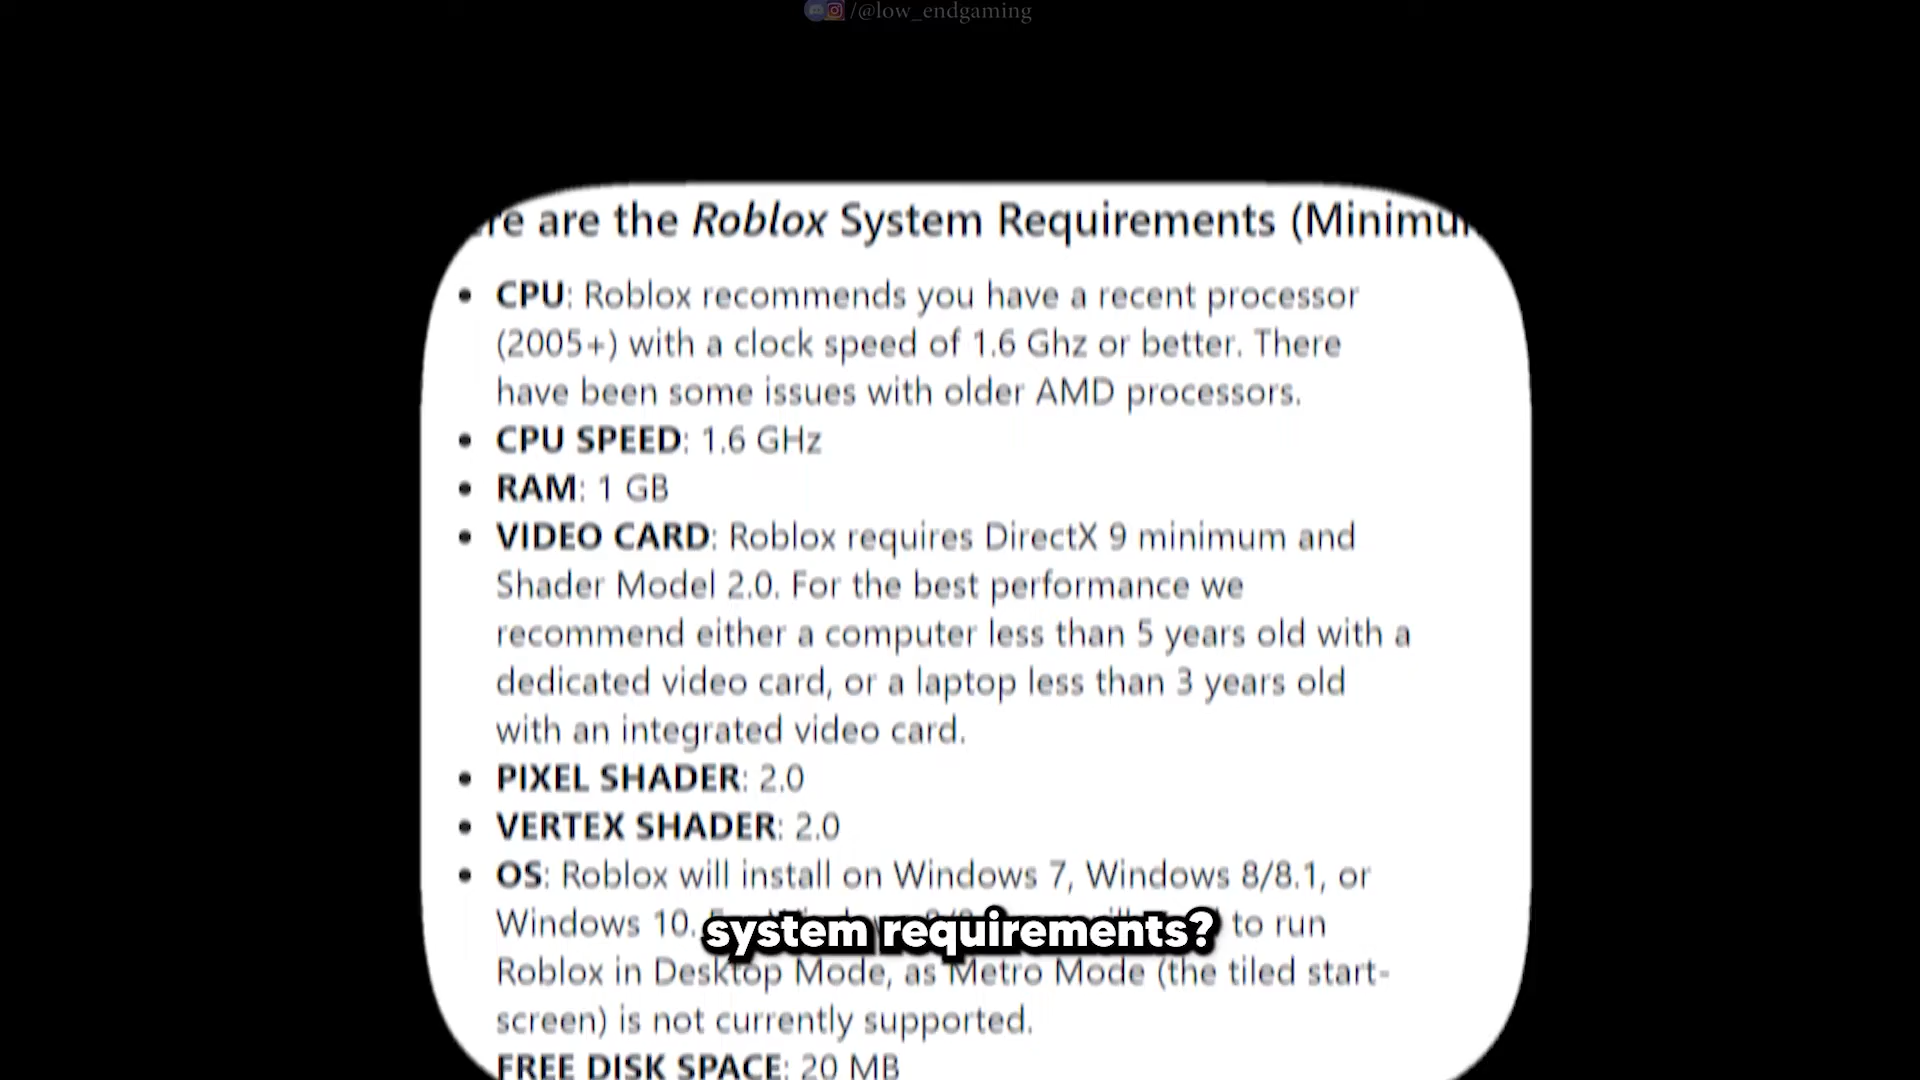 /@low_endgaming
re are the Roblox System Requirements (Minimu
• CPU: Roblox recommends you have a recent processor
(2005+) with a clock speed of 1.6 Ghz or better. There
have been some issues with older AMD processors.
• CPU SPEED: 1.6 GHz
• RAM: 1 GB
• VIDEO CARD: Roblox requires DirectX 9 minimum and
Shader Model 2.0. For the best performance we
recommend either a computer less than 5 years old with a
dedicated video card, or a laptop less than 3 years old
with an integrated video card.
• PIXEL SHADER: 2.0
• VERTEX SHADER: 2.0
• OS: Roblox will install on Windows 7, Windows 8/8.1, or
Windows 10. to run
system requirements?
Roblox in Desktop Mode, as Metro Mode (the tiled start-
screen) is not currently supported.
FREE DISK SPACE: 20 MB